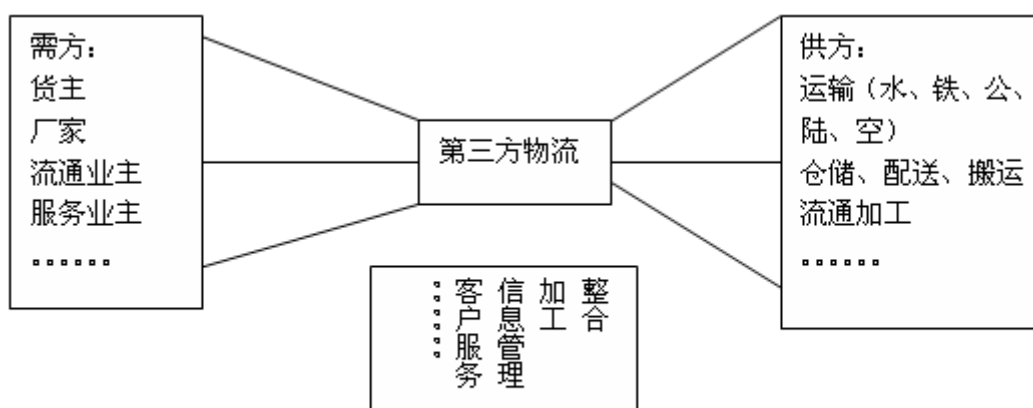 需方：
货主
厂家
流通业主
服务业主
。。。。。。
第三方物流
供方：
运输（水、铁、公、
陆、空）
仓储、配送、搬运
流通加工
。。。。。。
整合
加工
信息管理
客户服务
。。。。。。